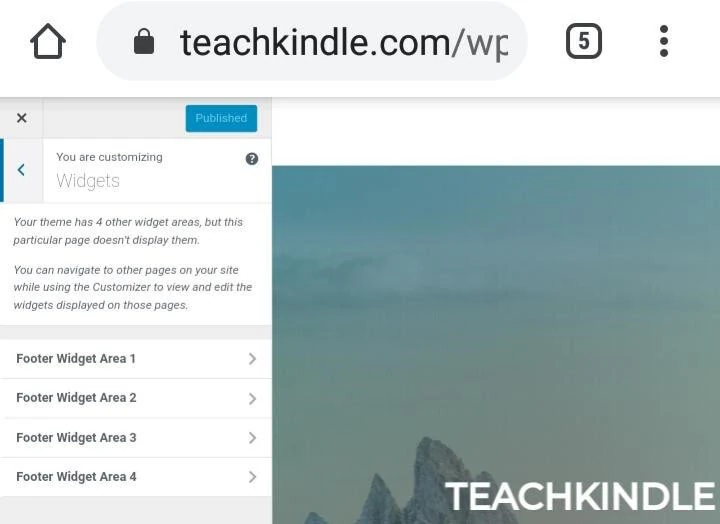 teachkindle.com/wp
5
Published
You are customizing
Widgets
Your theme has 4 other widget areas, but this
particular page doesn't display them.
You can navigate to other pages on your site
while using the Customizer to view and edit the
widgets displayed on those pages.
Footer Widget Area 1
Footer Widget Area 2
Footer Widget Area 3
Footer Widget Area 4
TEACHKINDLE